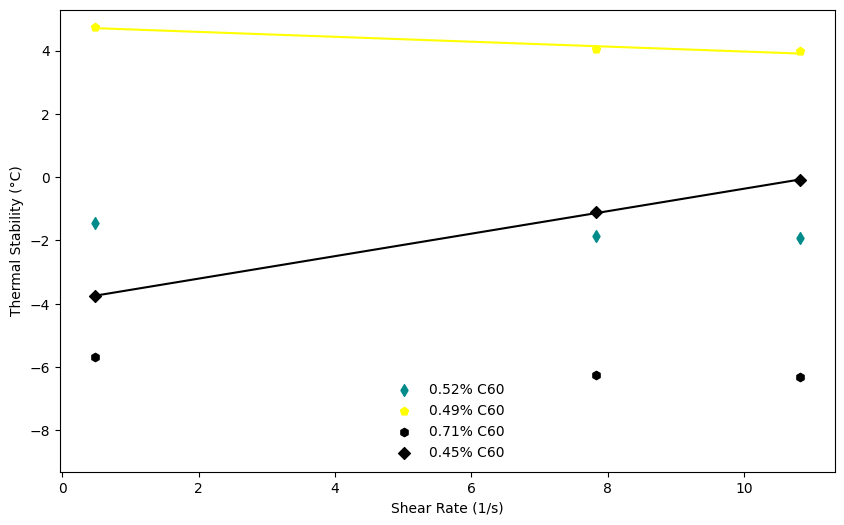 4
2
0
−2
−4
−6
−8
Thermal Stability (°C)
0.52% C60
0.49% C60
0.71% C60
0.45% C60
0
2
4
6
8
10
Shear Rate (1/s)